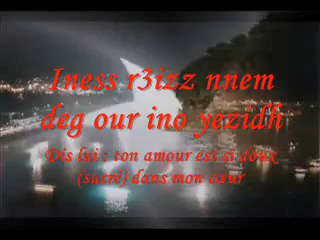 Iness r3izz nnem
deg our ino yezidh
Dis lui : ton amour est si doux
(sucré) dans mon cœur